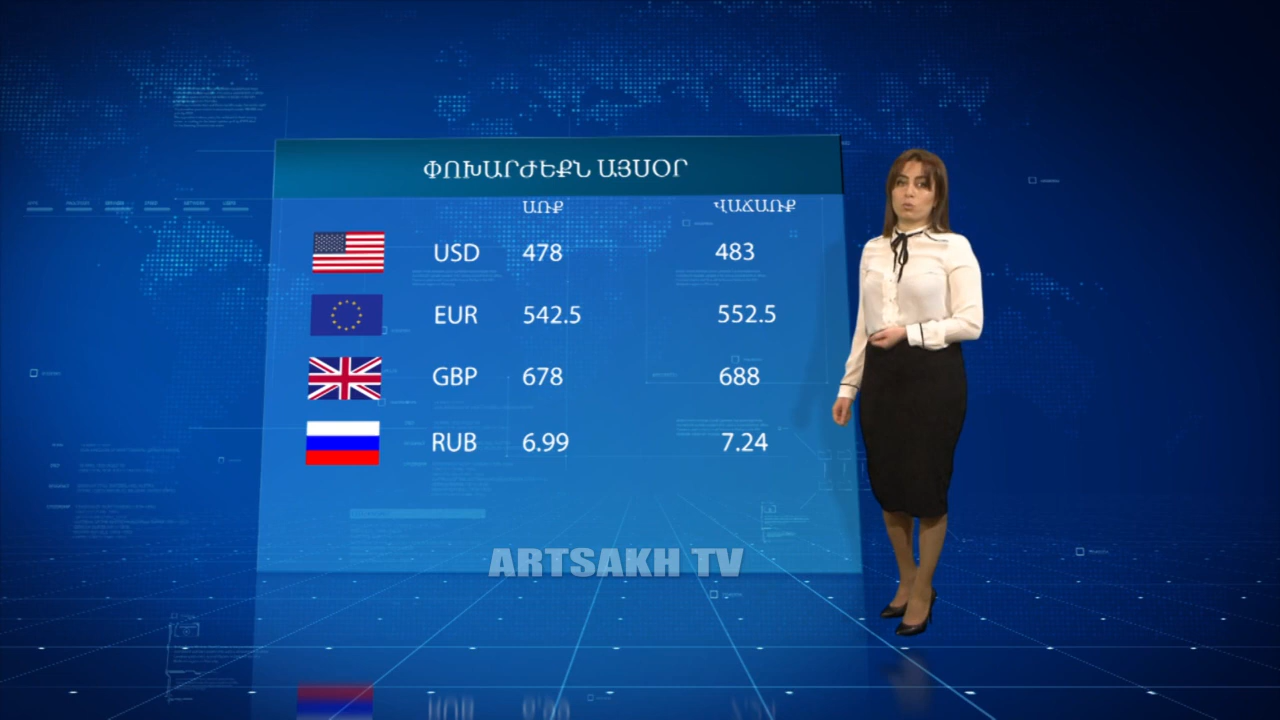 ՓՈԽԱՐԺԵՔՆ ԱՅՍՕՐ
ԱՌՔ ՎԱՃԱՌՔ
USD 478 483
EUR 542.5 552.5
GBP 678 688
RUB 6.99 7.24
ARTSAKH TV